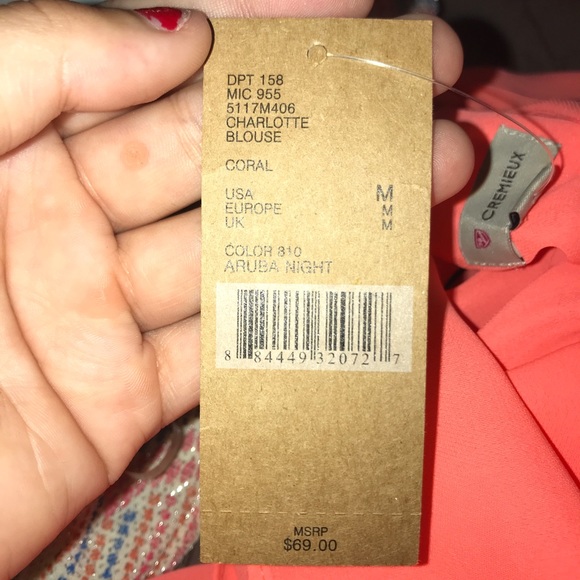 DPT 158
MIC 955
5117M406
CHARLOTTE
BLOUSE
CORAL
USA M
EUROPE M
UK M
COLOR 810
ARUBA NIGHT
8 84449 32072 7
MSRP
$69.00
CREMIEUX